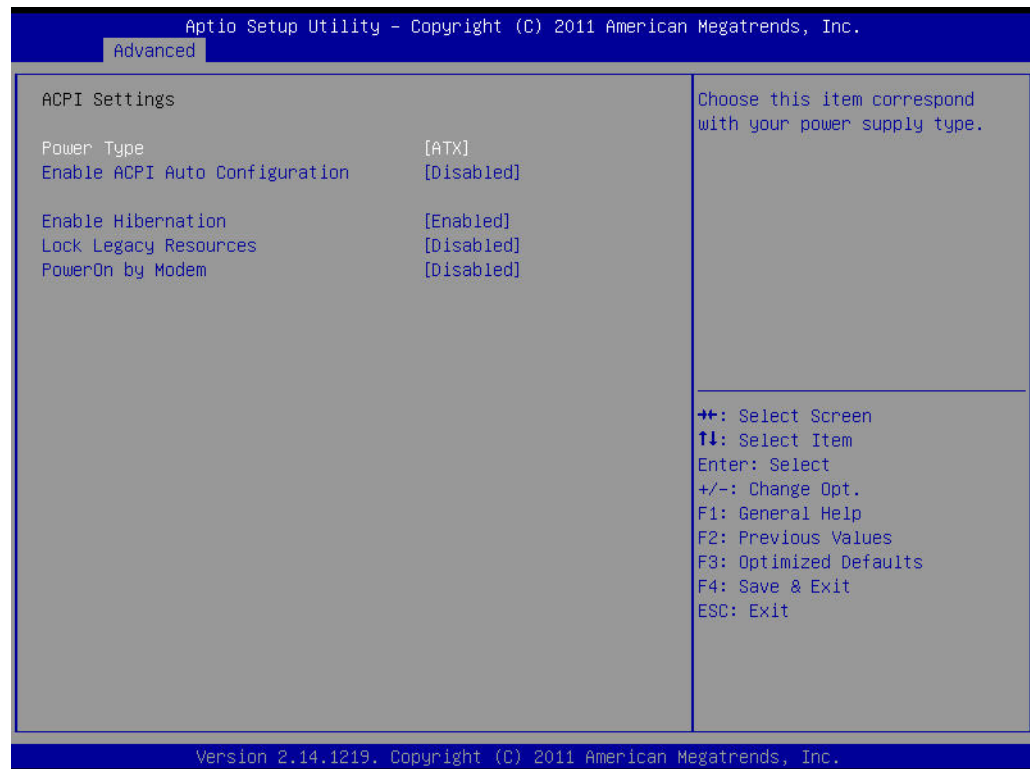 Aptio Setup Utility – Copyright (C) 2011 American Megatrends, Inc.
Advanced
ACPI Settings
Power Type [ATX]
Enable ACPI Auto Configuration [Disabled]
Enable Hibernation [Enabled]
Lock Legacy Resources [Disabled]
PowerOn by Modem [Disabled]
Choose this item correspond
with your power supply type.
→←: Select Screen
↑↓: Select Item
Enter: Select
+/-: Change Opt.
F1: General Help
F2: Previous Values
F3: Optimized Defaults
F4: Save & Exit
ESC: Exit
Version 2.14.1219. Copyright (C) 2011 American Megatrends, Inc.